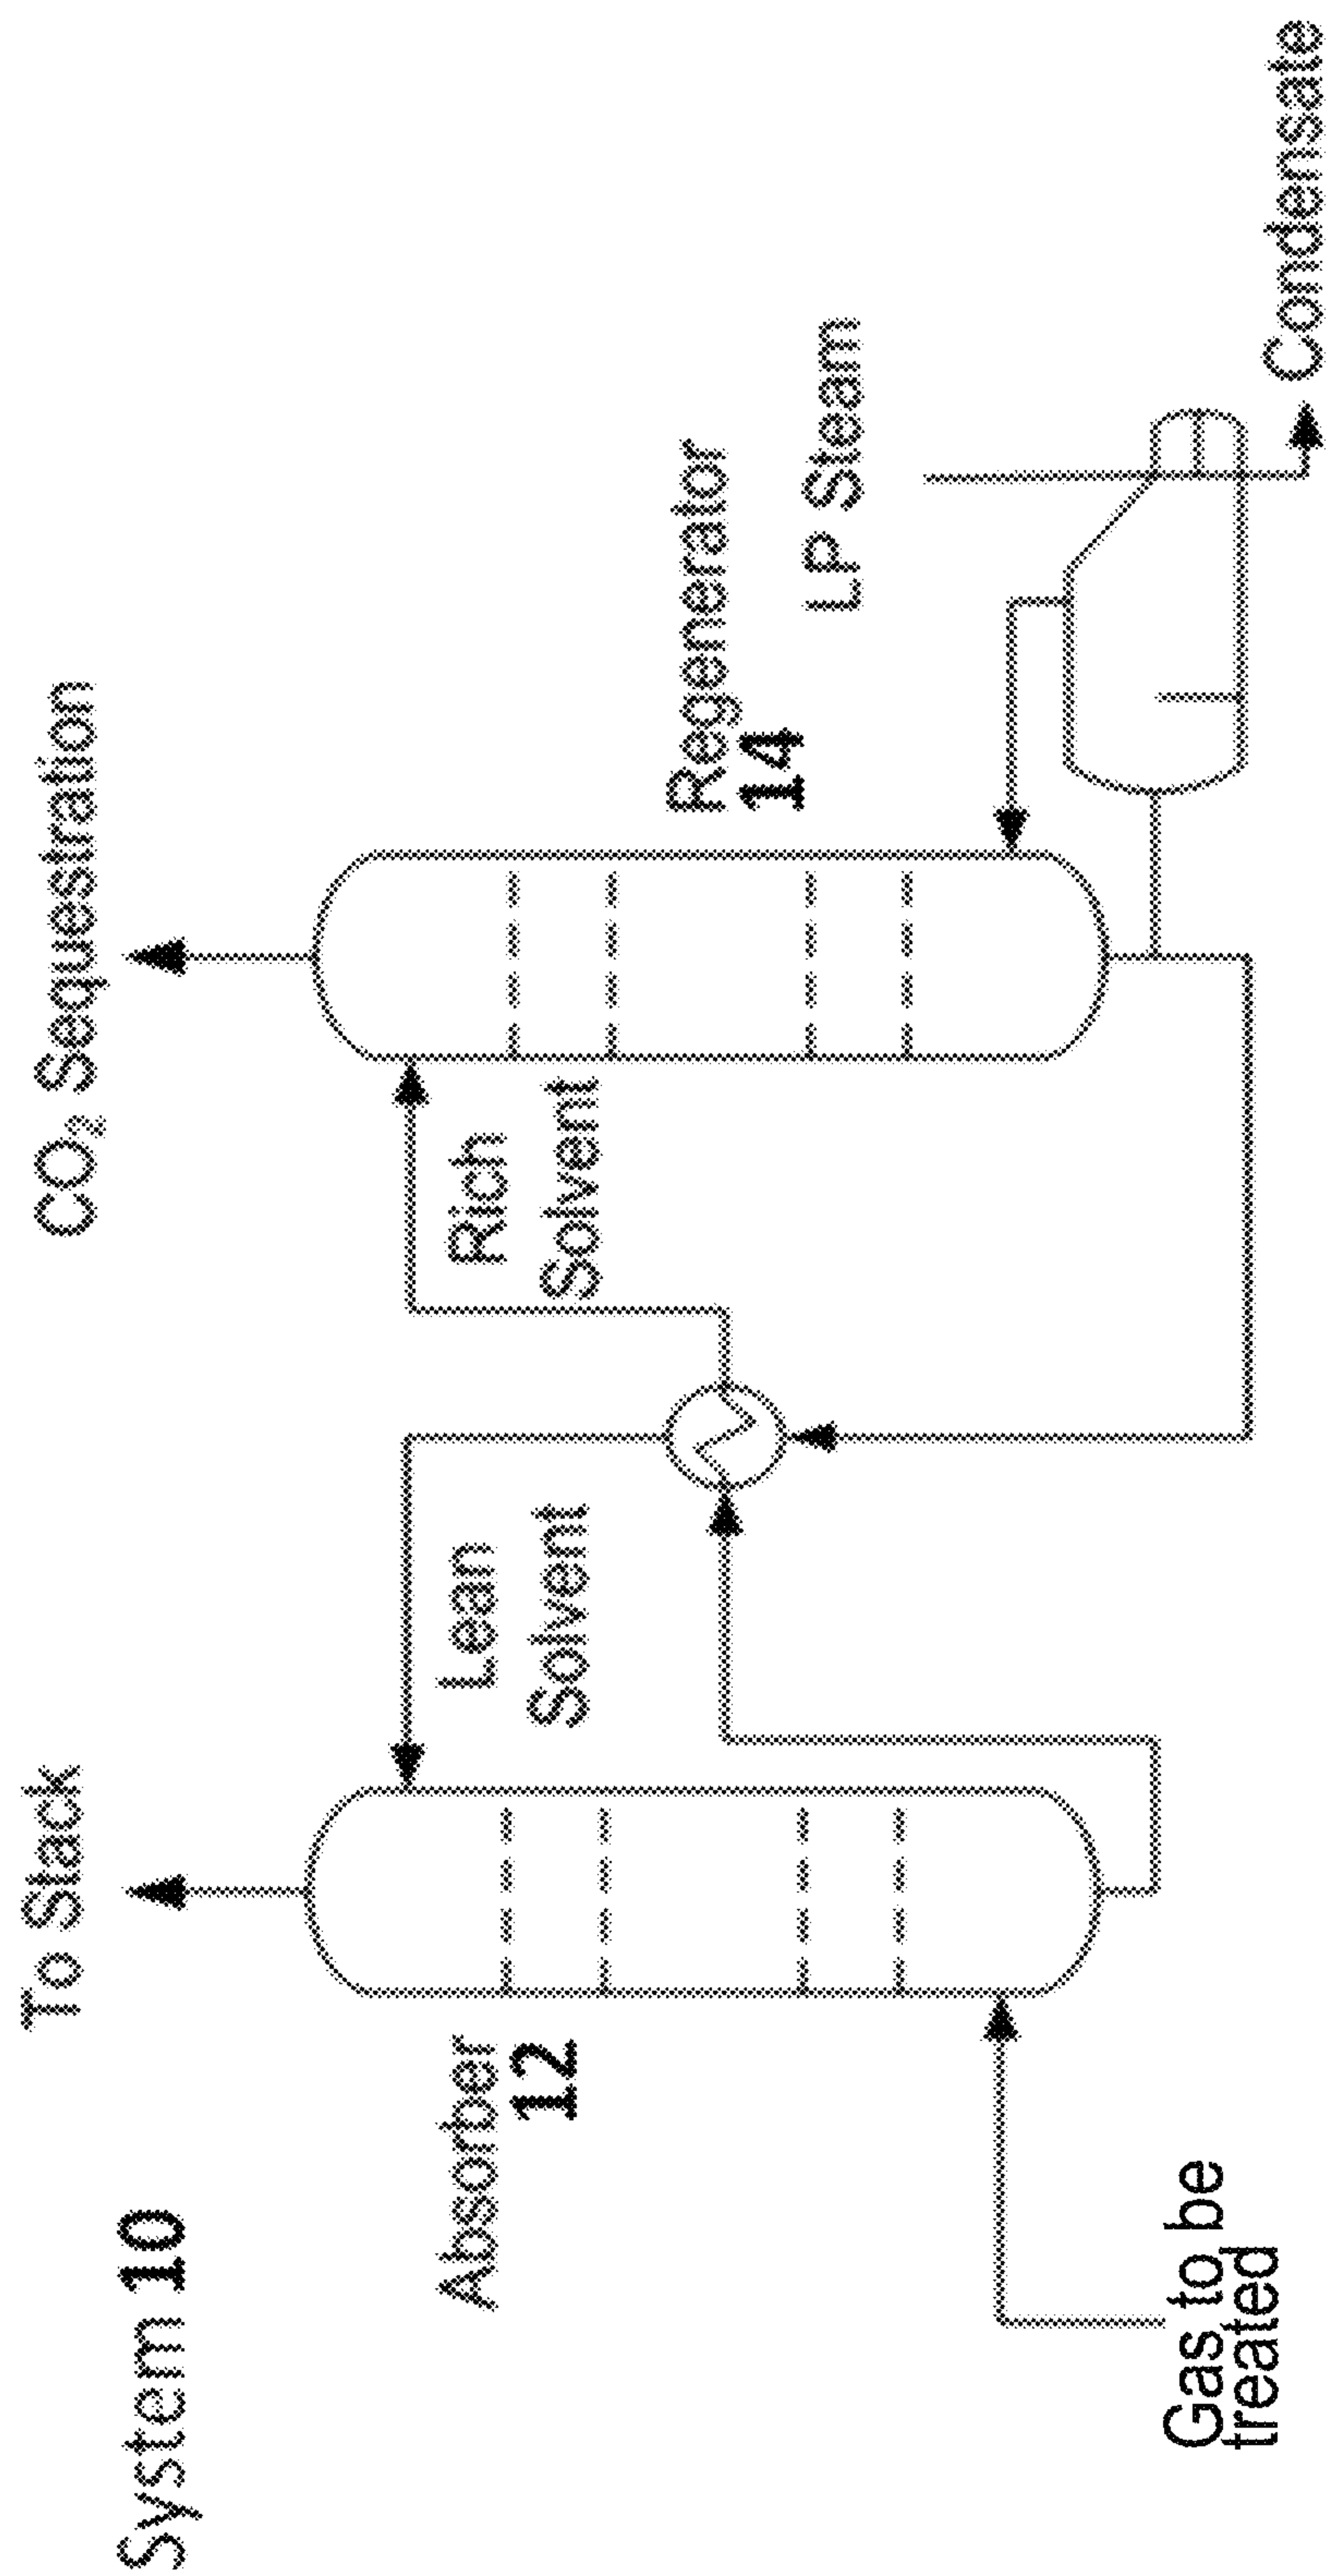 System 10
To Stack
CO₂ Sequestration
Absorber
12
Lean
Solvent
Rich
Solvent
Regenerator
14
LP Steam
Gas to be
treated
Condensate